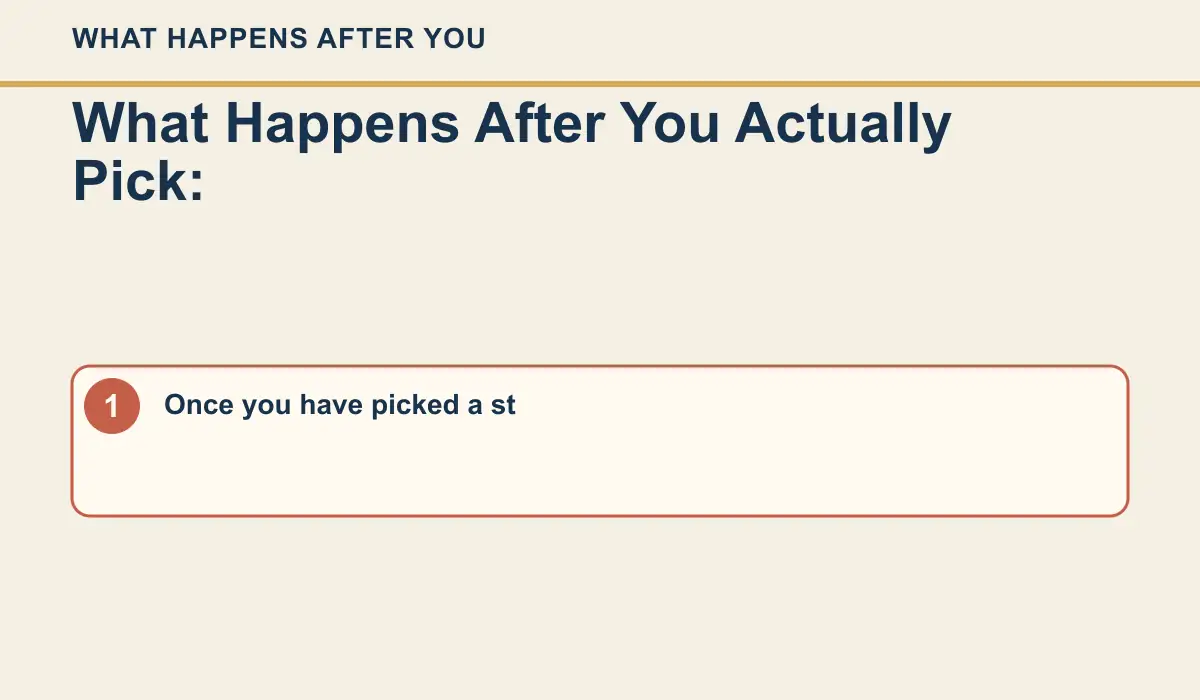 WHAT HAPPENS AFTER YOU
What Happens After You Actually
Pick:
1
Once you have picked a st